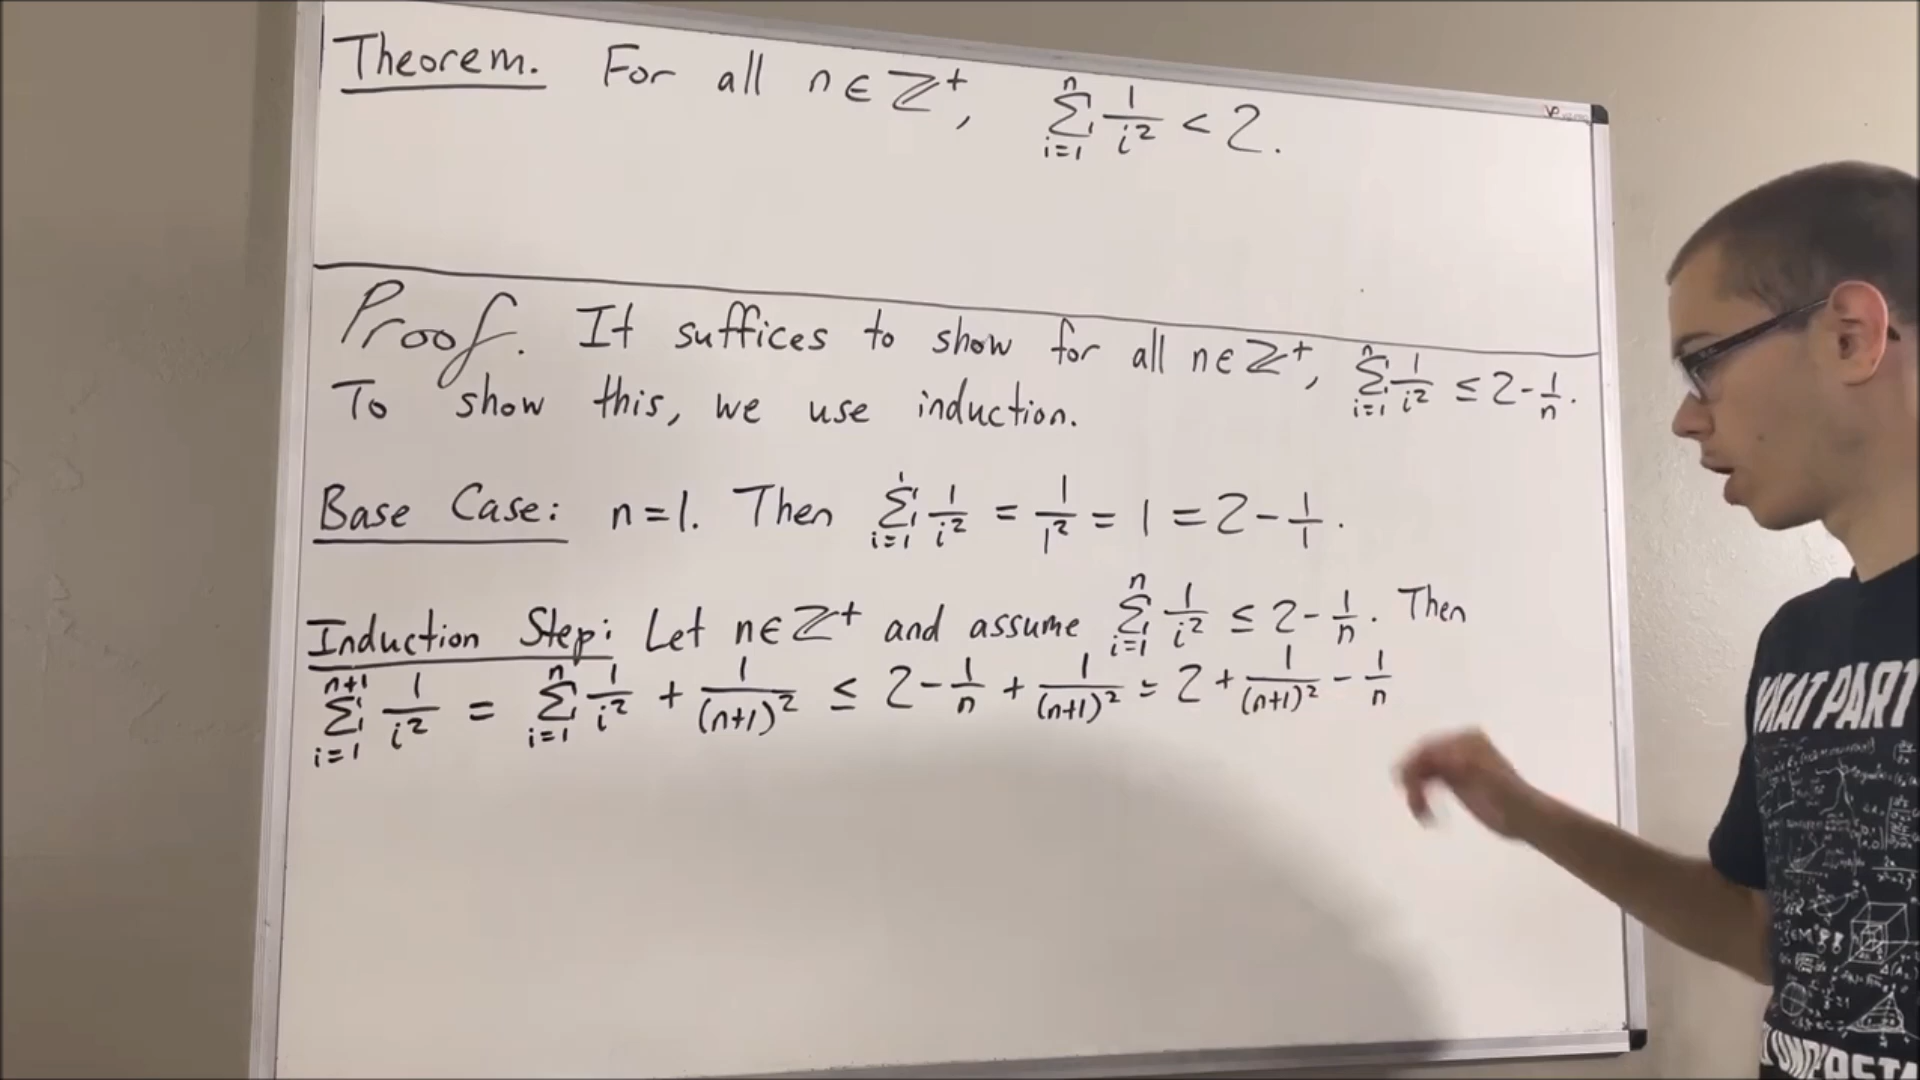 Theorem. For all n ∈ ℤ⁺, ∑_{i=1}^{n} 1/i² < 2.
Proof. It suffices to show for all n ∈ ℤ⁺, ∑_{i=1}^{n} 1/i² ≤ 2 - 1/n.
To show this, we use induction.
Base Case: n = 1. Then ∑_{i=1}^{1} 1/i² = 1/1² = 1 = 2 - 1/1.
Induction Step: Let n ∈ ℤ⁺ and assume ∑_{i=1}^{n} 1/i² ≤ 2 - 1/n. Then
∑_{i=1}^{n+1} 1/i² = ∑_{i=1}^{n} 1/i² + 1/(n+1)² ≤ 2 - 1/n + 1/(n+1)² = 2 + 1/(n+1)² - 1/n
WHAT PART